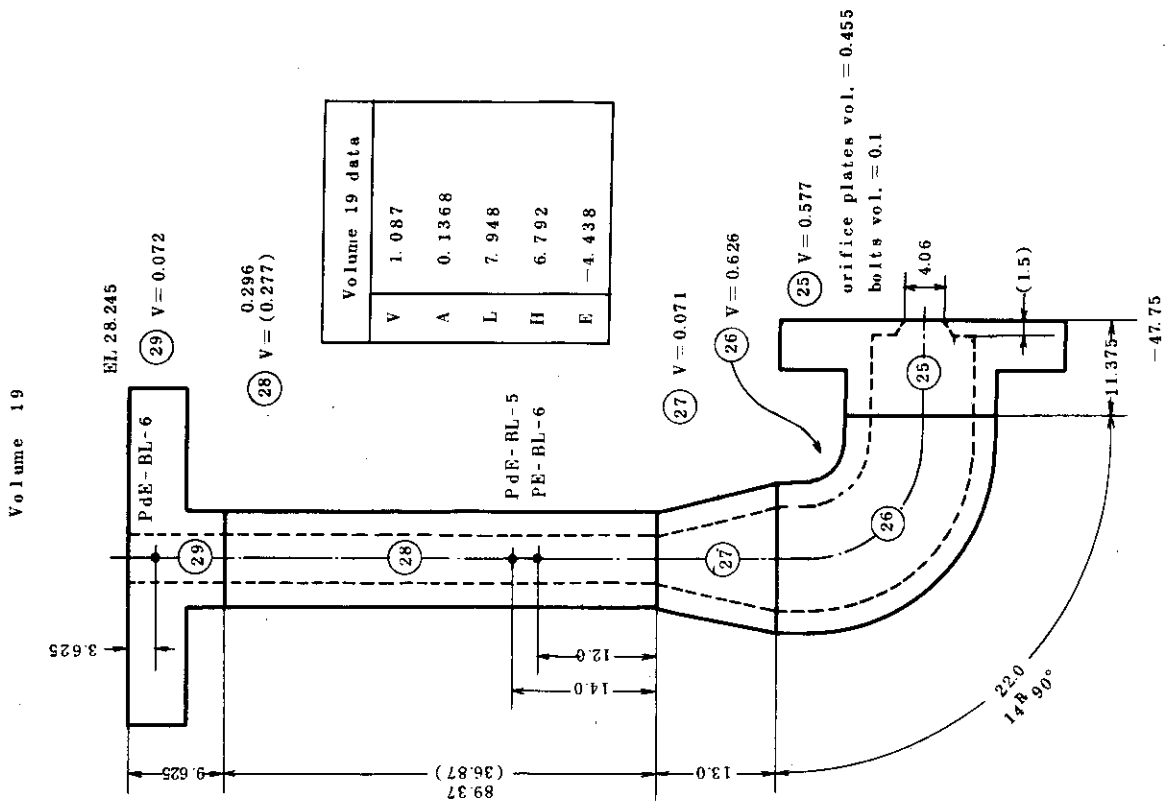 Volume 19
EL 28.245
29 V=0.072
0.296
28 V=(0.277)
PdE-BL-6
3.625
29
Volume 19 data
V 1.087
A 0.1368
L 7.948
H 6.792
E -4.438
28
PdE-BL-5
PE-BL-6
12.0
14.0
9.625
89.37
(36.87)
13.0
27 V=0.071
27
26 V=0.626
26
25 V=0.577
orifice plates vol. = 0.455
bolts vol. = 0.1
4.06
(1.5)
25
11.375
-47.75
22.0
14R 90°